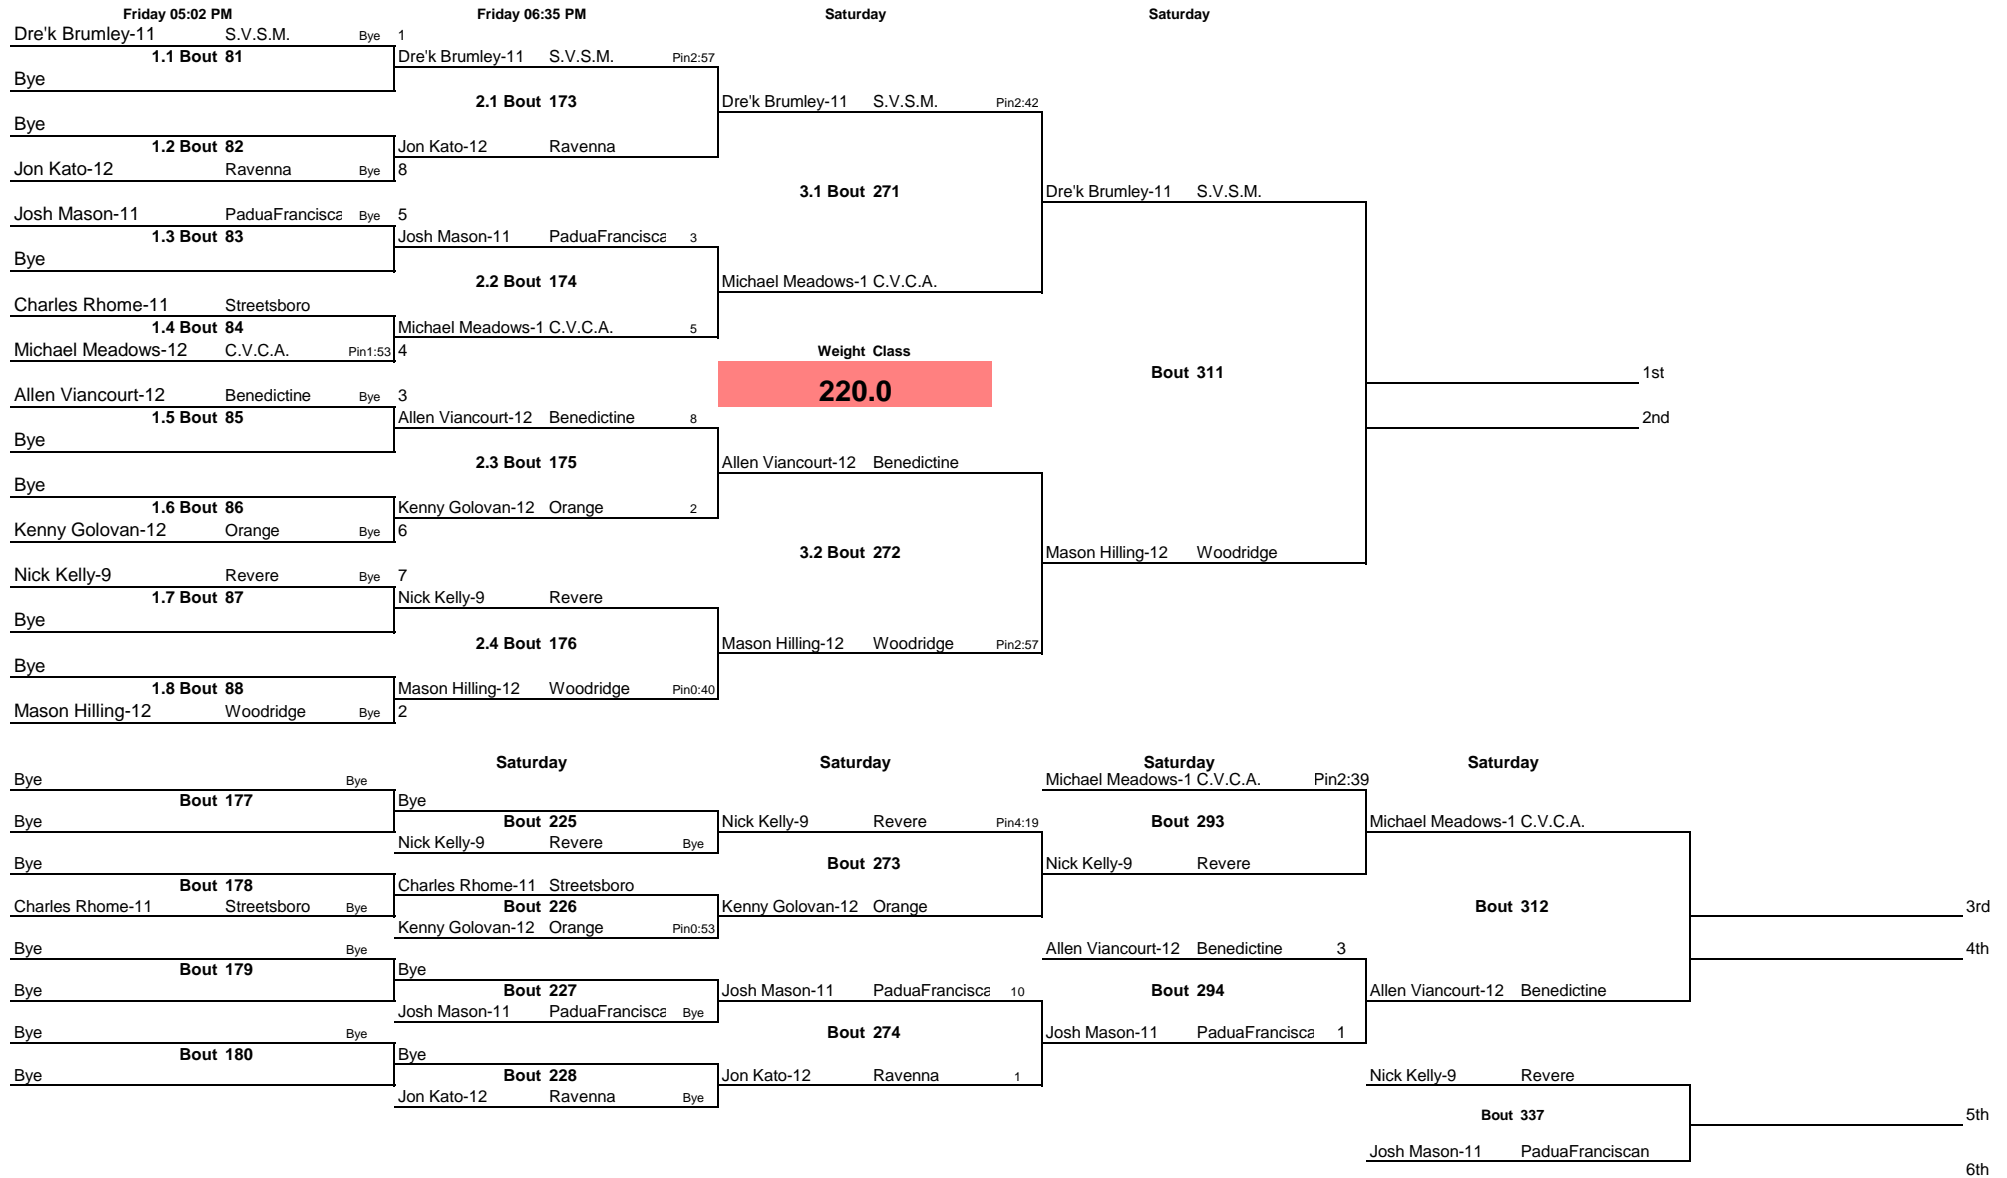 Friday 05:02 PM Friday 06:35 PM Saturday Saturday
Dre'k Brumley-11 S.V.S.M. Bye 1
1.1 Bout 81 Dre'k Brumley-11 S.V.S.M. Pin2:57
Bye
2.1 Bout 173 Dre'k Brumley-11 S.V.S.M. Pin2:42
Bye
1.2 Bout 82 Jon Kato-12 Ravenna
Jon Kato-12 Ravenna Bye 8
3.1 Bout 271 Dre'k Brumley-11 S.V.S.M.
Josh Mason-11 PaduaFrancisca Bye 5
1.3 Bout 83 Josh Mason-11 PaduaFrancisca 3
Bye
2.2 Bout 174 Michael Meadows-1 C.V.C.A.
Charles Rhome-11 Streetsboro
1.4 Bout 84 Michael Meadows-1 C.V.C.A. 5
Michael Meadows-12 C.V.C.A. Pin1:53 4 Weight Class
Bout 311 1st
Allen Viancourt-12 Benedictine Bye 3 220.0
1.5 Bout 85 Allen Viancourt-12 Benedictine 8 2nd
Bye
2.3 Bout 175 Allen Viancourt-12 Benedictine
Bye
1.6 Bout 86 Kenny Golovan-12 Orange 2
Kenny Golovan-12 Orange Bye 6
3.2 Bout 272 Mason Hilling-12 Woodridge
Nick Kelly-9 Revere Bye 7
1.7 Bout 87 Nick Kelly-9 Revere
Bye
2.4 Bout 176 Mason Hilling-12 Woodridge Pin2:57
Bye
1.8 Bout 88 Mason Hilling-12 Woodridge Pin0:40
Mason Hilling-12 Woodridge Bye 2
Saturday Saturday Saturday Saturday
Bye Bye Michael Meadows-1 C.V.C.A. Pin2:39
Bout 177 Bye
Bye Bout 225 Nick Kelly-9 Revere Pin4:19 Bout 293 Michael Meadows-1 C.V.C.A.
Nick Kelly-9 Revere Bye
Bye Bout 273 Nick Kelly-9 Revere
Bout 178 Charles Rhome-11 Streetsboro
Charles Rhome-11 Streetsboro Bye Bout 226 Kenny Golovan-12 Orange Bout 312 3rd
Kenny Golovan-12 Orange Pin0:53
Bye Bye Allen Viancourt-12 Benedictine 3 4th
Bout 179 Bye
Bye Bout 227 Josh Mason-11 PaduaFrancisca 10 Bout 294 Allen Viancourt-12 Benedictine
Josh Mason-11 PaduaFrancisca Bye
Bye Bye Bout 274 Josh Mason-11 PaduaFrancisca 1
Bout 180 Bye
Bye Bout 228 Jon Kato-12 Ravenna 1 Nick Kelly-9 Revere
Jon Kato-12 Ravenna Bye
Bout 337 5th
Josh Mason-11 PaduaFranciscan
6th